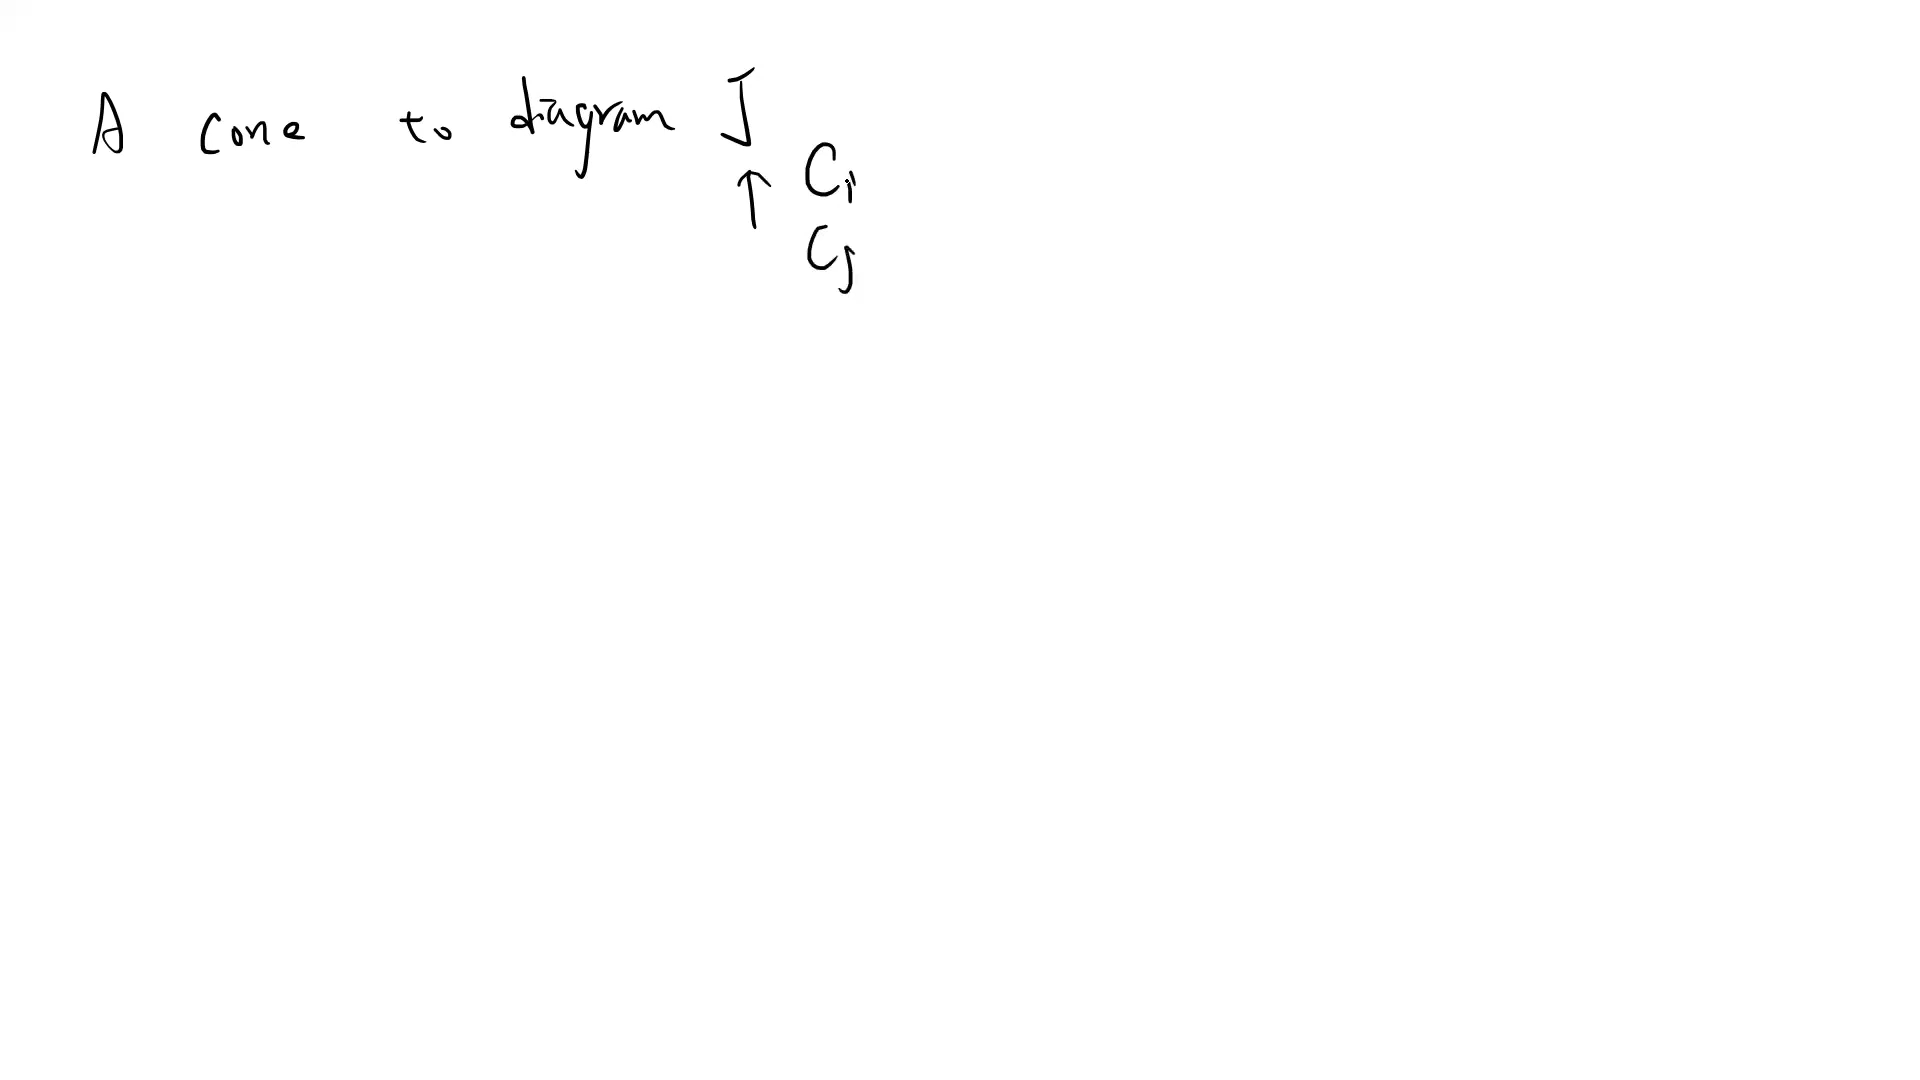 A cone to diagram J
↑ Ci
Cj